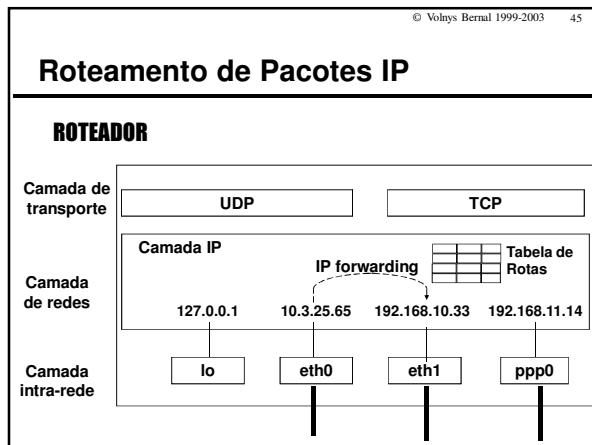 © Volnys Bernal 1999-2003 45
Roteamento de Pacotes IP
ROTEADOR
Camada de
transporte
UDP
TCP
Camada IP
IP forwarding
Tabela de
Rotas
Camada
de redes
127.0.0.1
10.3.25.65
192.168.10.33
192.168.11.14
Camada
intra-rede
lo
eth0
eth1
ppp0